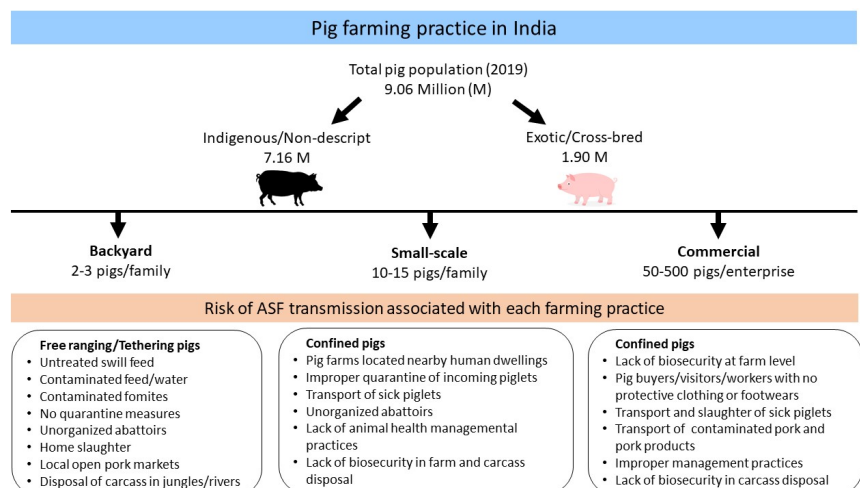 Pig farming practice in India
Total pig population (2019)
9.06 Million (M)
Indigenous/Non-descript
7.16 M
Exotic/Cross-bred
1.90 M
Backyard
2-3 pigs/family
Small-scale
10-15 pigs/family
Commercial
50-500 pigs/enterprise
Risk of ASF transmission associated with each farming practice
Free ranging/Tethering pigs
• Untreated swill feed
• Contaminated feed/water
• Contaminated fomites
• No quarantine measures
• Unorganized abattoirs
• Home slaughter
• Local open pork markets
• Disposal of carcass in jungles/rivers
Confined pigs
• Pig farms located nearby human dwellings
• Improper quarantine of incoming piglets
• Transport of sick piglets
• Unorganized abattoirs
• Lack of animal health managemental
practices
• Lack of biosecurity in farm and carcass
disposal
Confined pigs
• Lack of biosecurity at farm level
• Pig buyers/visitors/workers with no
protective clothing or footwears
• Transport and slaughter of sick piglets
• Transport of contaminated pork and
pork products
• Improper management practices
• Lack of biosecurity in carcass disposal